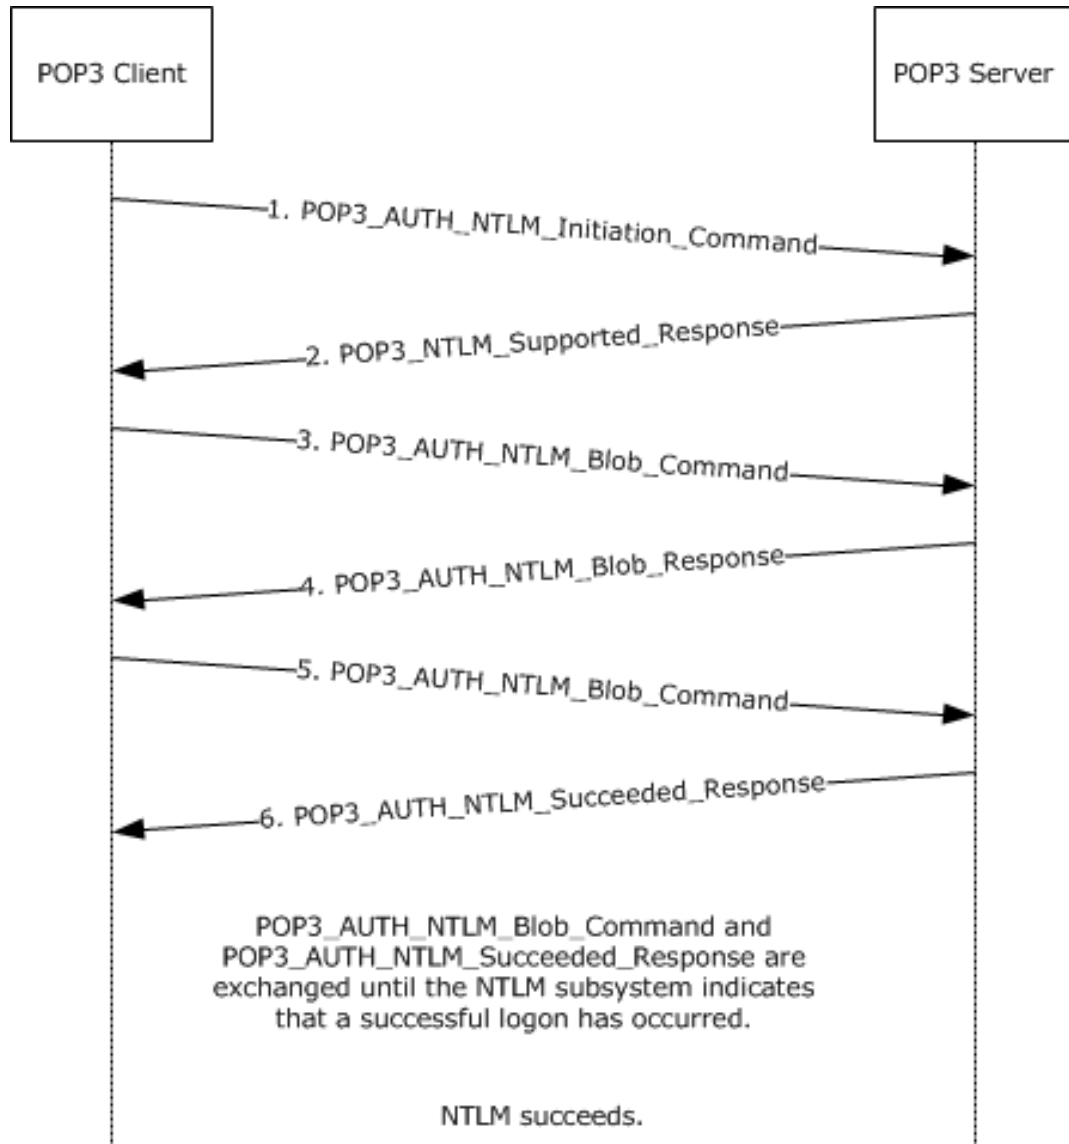 POP3 Client
POP3 Server
1. POP3_AUTH_NTLM_Initiation_Command
2. POP3_NTLM_Supported_Response
3. POP3_AUTH_NTLM_Blob_Command
4. POP3_AUTH_NTLM_Blob_Response
5. POP3_AUTH_NTLM_Blob_Command
6. POP3_AUTH_NTLM_Succeeded_Response
POP3_AUTH_NTLM_Blob_Command and
POP3_AUTH_NTLM_Succeeded_Response are
exchanged until the NTLM subsystem indicates
that a successful logon has occurred.
NTLM succeeds.